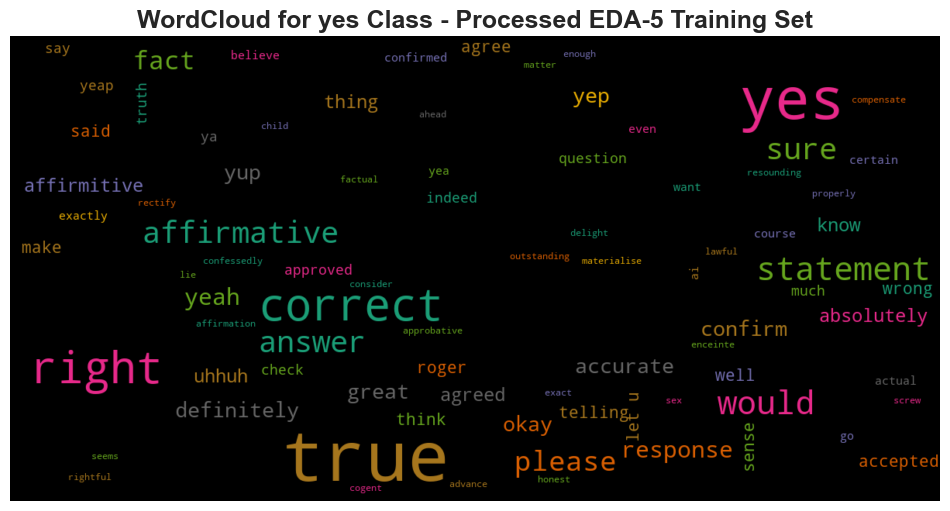 WordCloud for yes Class - Processed EDA-5 Training Set
say
fact
believe
confirmed
agree
matter
enough
yeap
truth
thing
yep
yes
compensate
said
ya
child
ahead
even
sure
affirmitive
yup
factual
yea
question
certain
resounding
want
properly
exactly
rectify
indeed
make
affirmative
delight
course
know
confessedly
outstanding
materialise
lawful
lie
approved
consider
ai
statement
yeah
correct
much
wrong
affirmation
approbative
absolutely
answer
confirm
enceinte
right
uhhuh
check
roger
accurate
well
actual
definitely
great
agreed
exact
let u
sex
would
screw
think
okay
telling
true
please
response
sense
go
accepted
seems
rightful
cogent
advance
honest